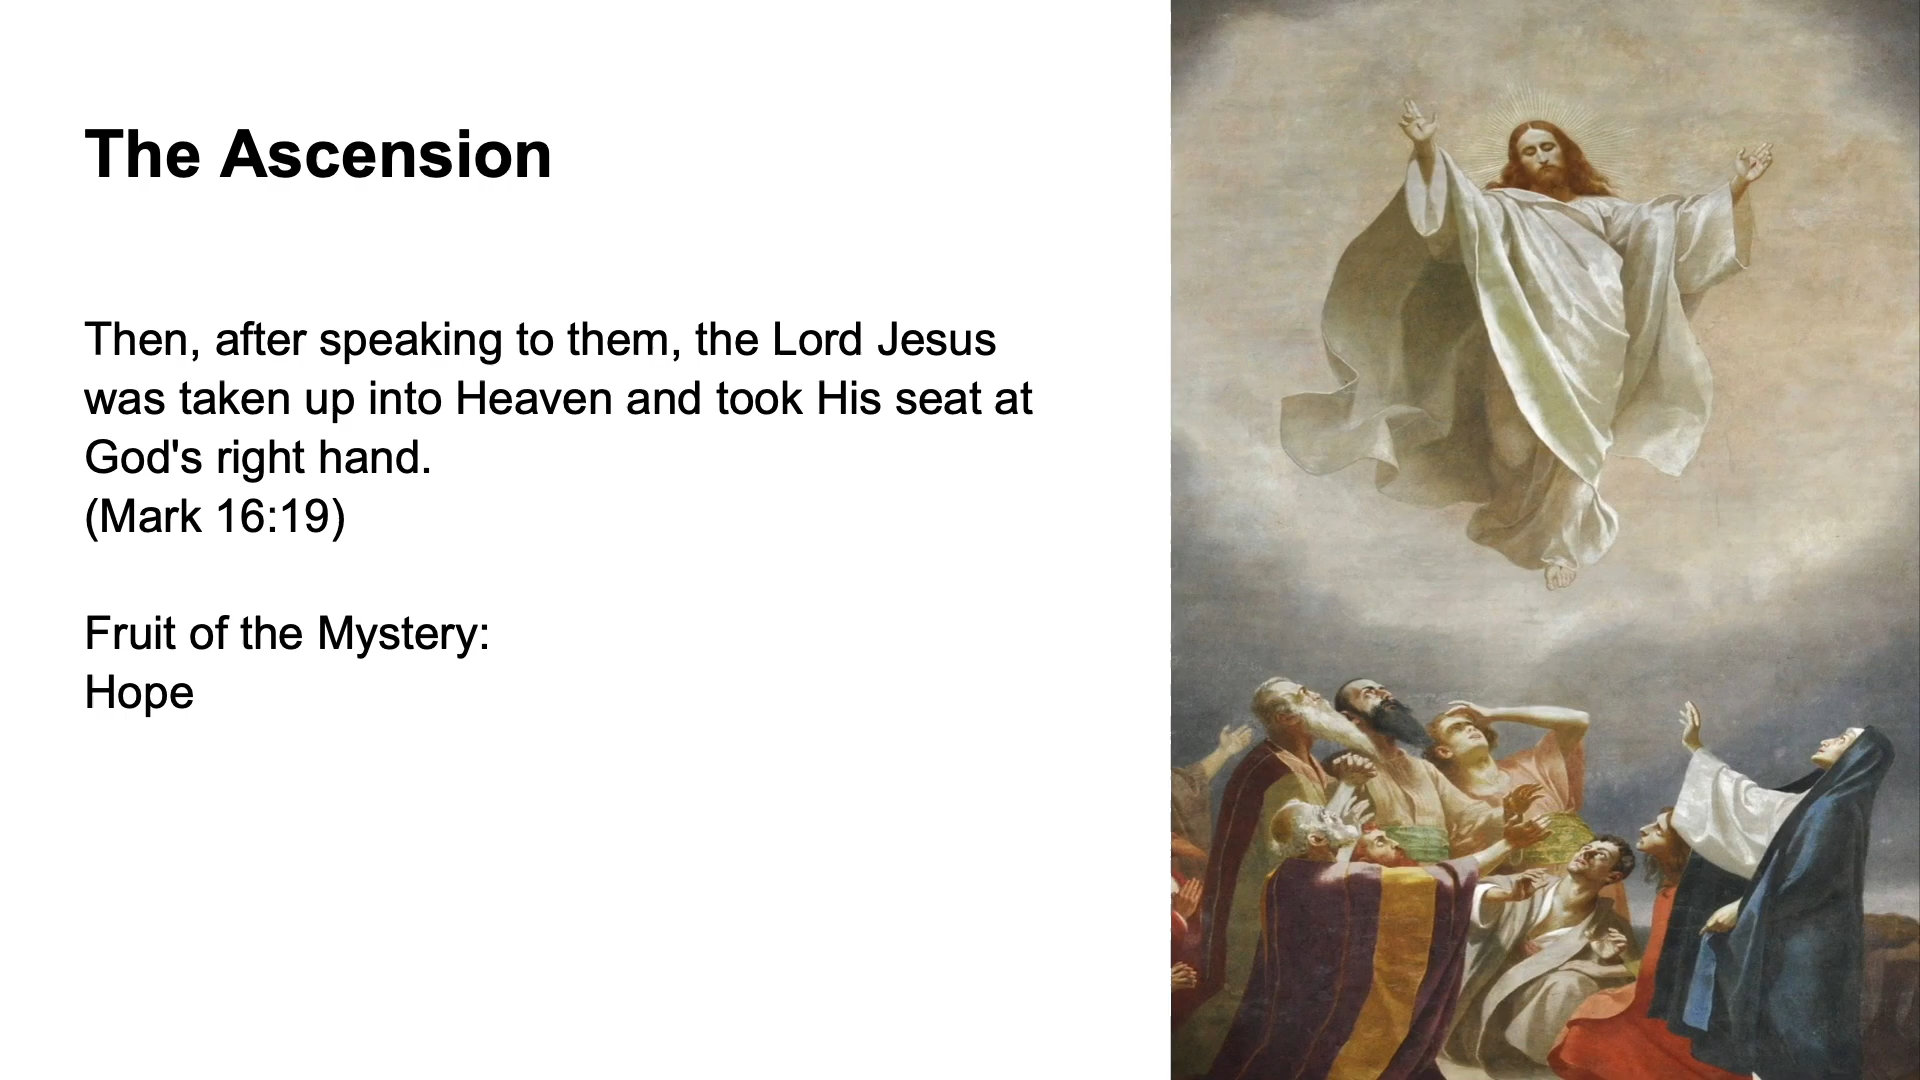 The Ascension
Then, after speaking to them, the Lord Jesus
was taken up into Heaven and took His seat at
God's right hand.
(Mark 16:19)
Fruit of the Mystery:
Hope